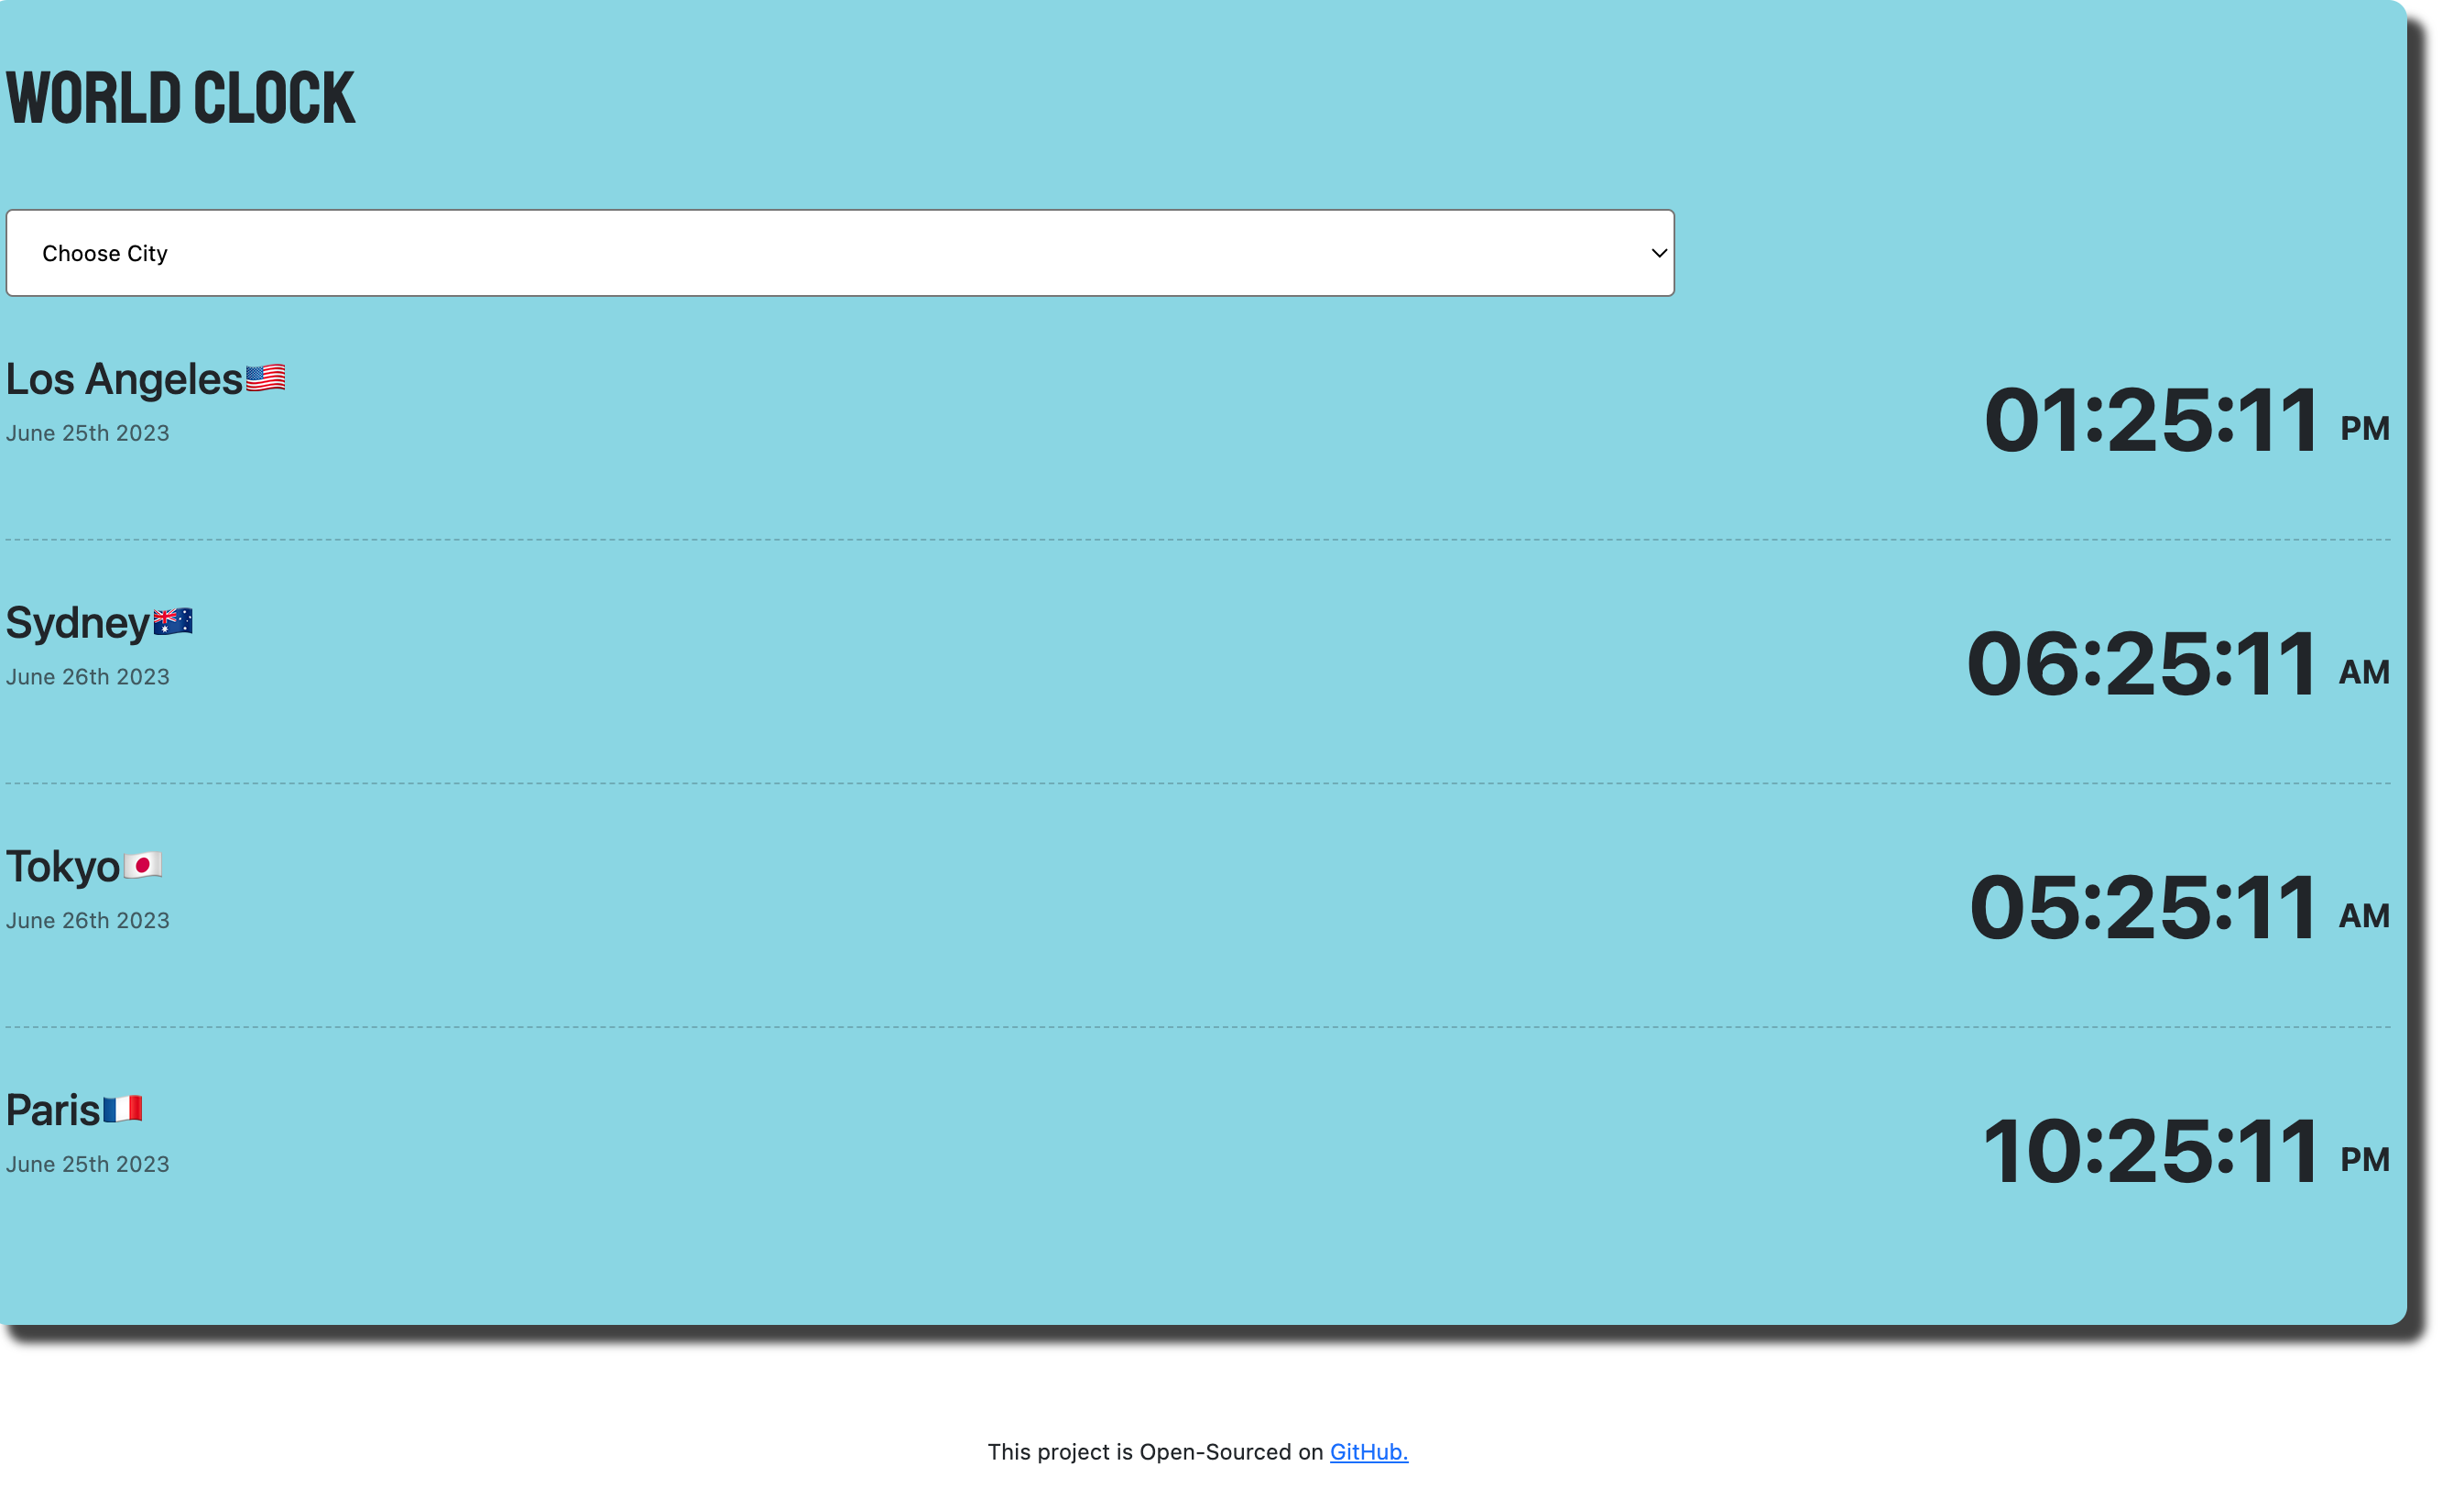 WORLD CLOCK
Choose City
Los Angeles🇺🇸
June 25th 2023
01:25:11 PM
Sydney🇦🇺
June 26th 2023
06:25:11 AM
Tokyo🇯🇵
June 26th 2023
05:25:11 AM
Paris🇫🇷
June 25th 2023
10:25:11 PM
This project is Open-Sourced on GitHub.